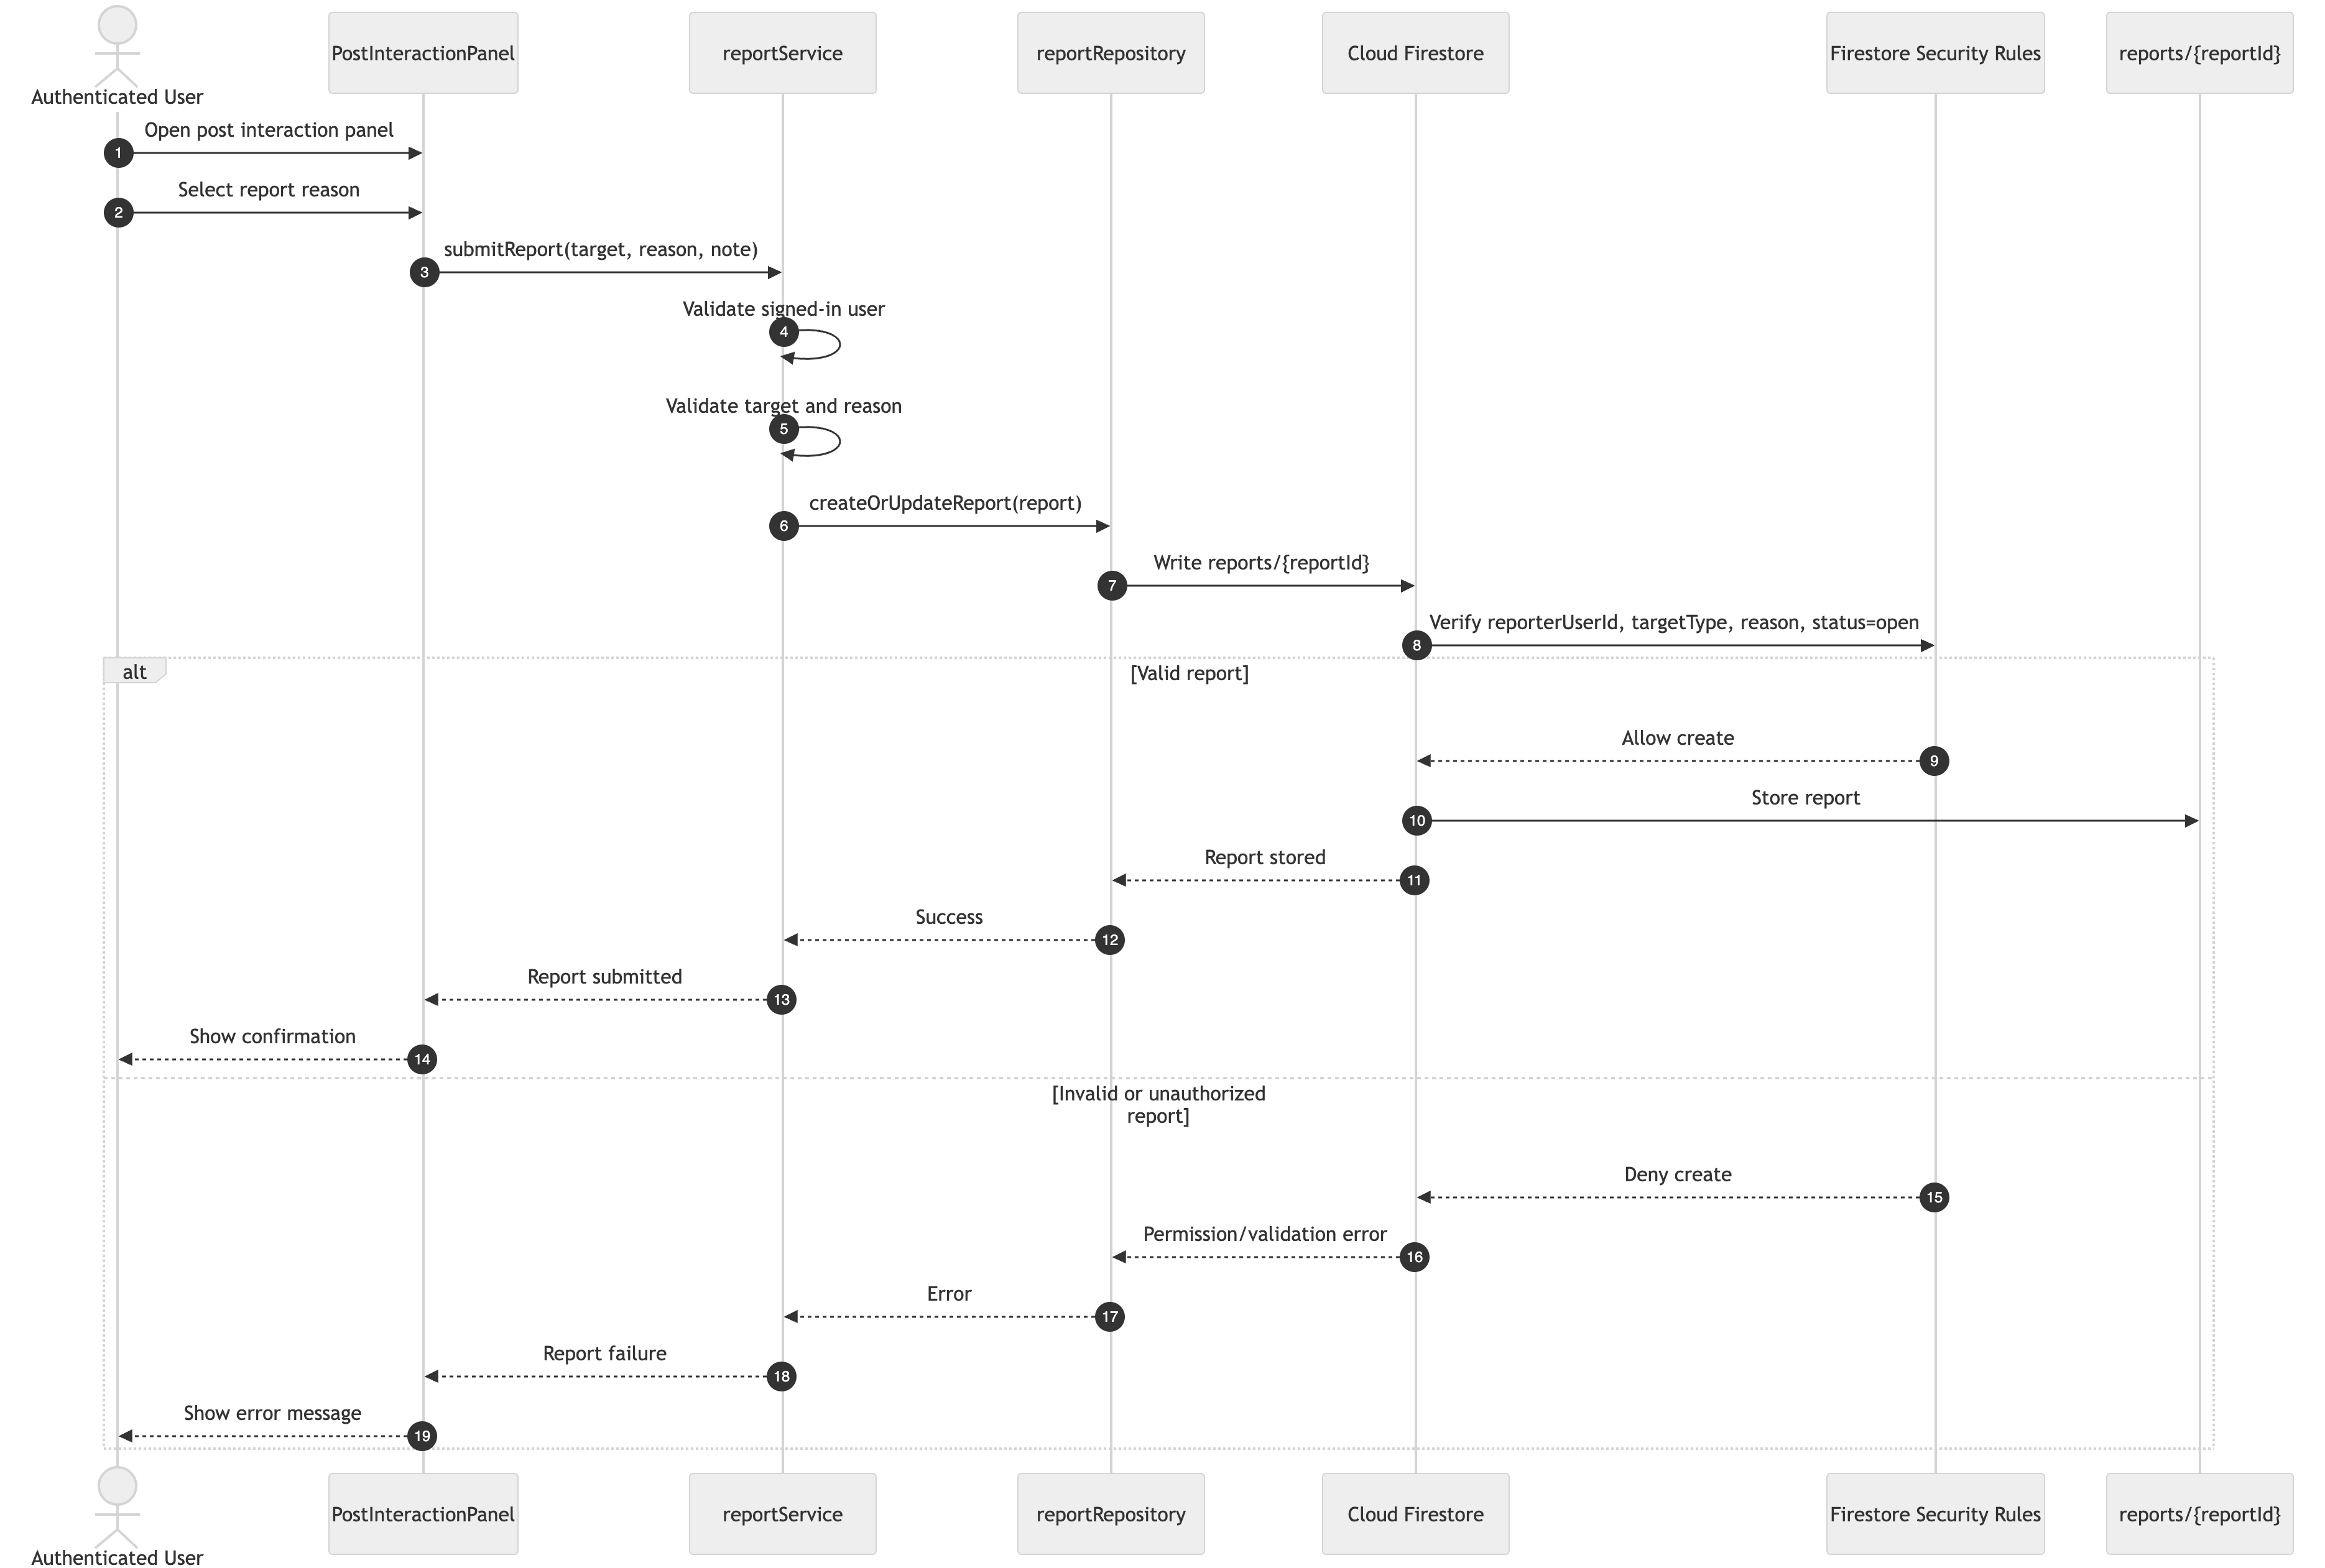 PostInteractionPanel
reportService
reportRepository
Cloud Firestore
Firestore Security Rules
reports/{reportId}
Authenticated User
Open post interaction panel
1
Select report reason
2
submitReport(target, reason, note)
3
Validate signed-in user
4
Validate target and reason
5
createOrUpdateReport(report)
6
Write reports/{reportId}
7
Verify reporterUserId, targetType, reason, status=open
8
alt
[Valid report]
Allow create
9
Store report
10
Report stored
11
Success
12
Report submitted
13
Show confirmation
14
[Invalid or unauthorized
report]
Deny create
15
Permission/validation error
16
Error
17
Report failure
18
Show error message
19
PostInteractionPanel
reportService
reportRepository
Cloud Firestore
Firestore Security Rules
reports/{reportId}
Authenticated User